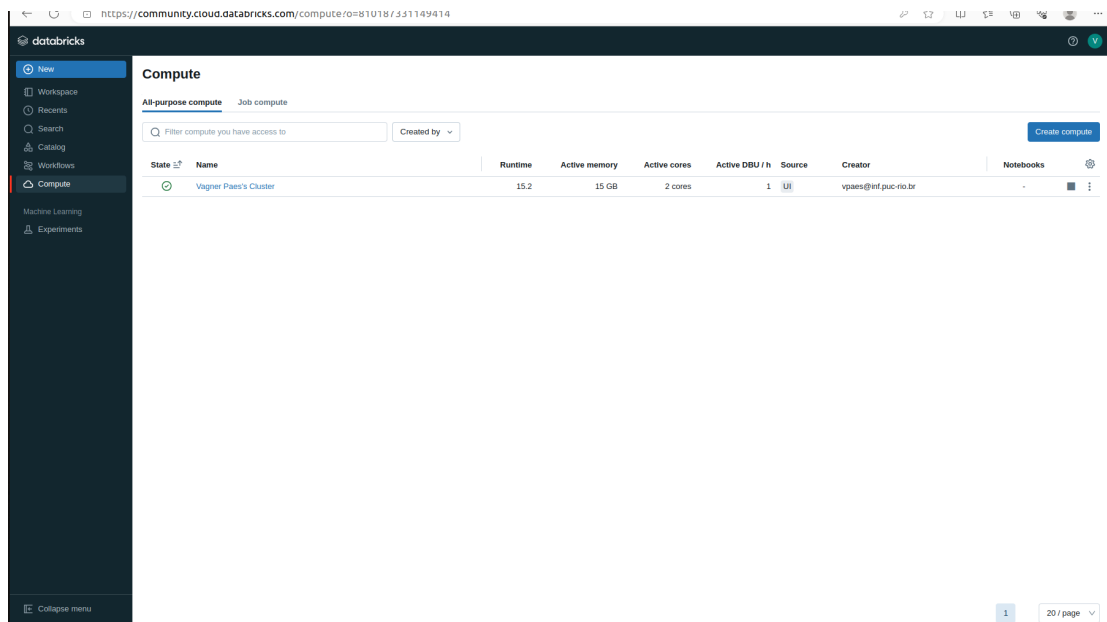 https://community.cloud.databricks.com/compute?o=810187331149414
databricks
V
New
Workspace
Recents
Search
Catalog
Workflows
Compute
Machine Learning
Experiments
Collapse menu
Compute
All-purpose compute Job compute
Filter compute you have access to Created by Create compute
State Name Runtime Active memory Active cores Active DBU / h Source Creator Notebooks
Vagner Paes's Cluster 15.2 15 GB 2 cores 1 UI vpaes@inf.puc-rio.br -
1 20 / page